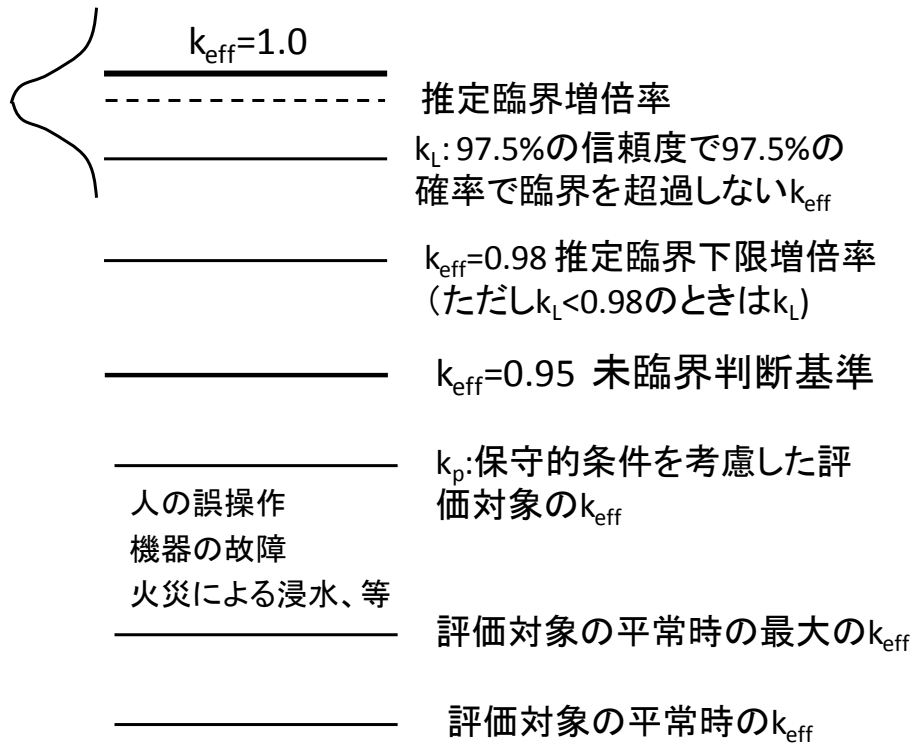 keff=1.0
推定臨界増倍率
kL: 97.5%の信頼度で97.5%の
確率で臨界を超過しないkeff
keff=0.98 推定臨界下限増倍率
（ただしkL<0.98のときはkL)
keff=0.95 未臨界判断基準
kp:保守的条件を考慮した評
価対象のkeff
人の誤操作
機器の故障
火災による浸水、等
評価対象の平常時の最大のkeff
評価対象の平常時のkeff